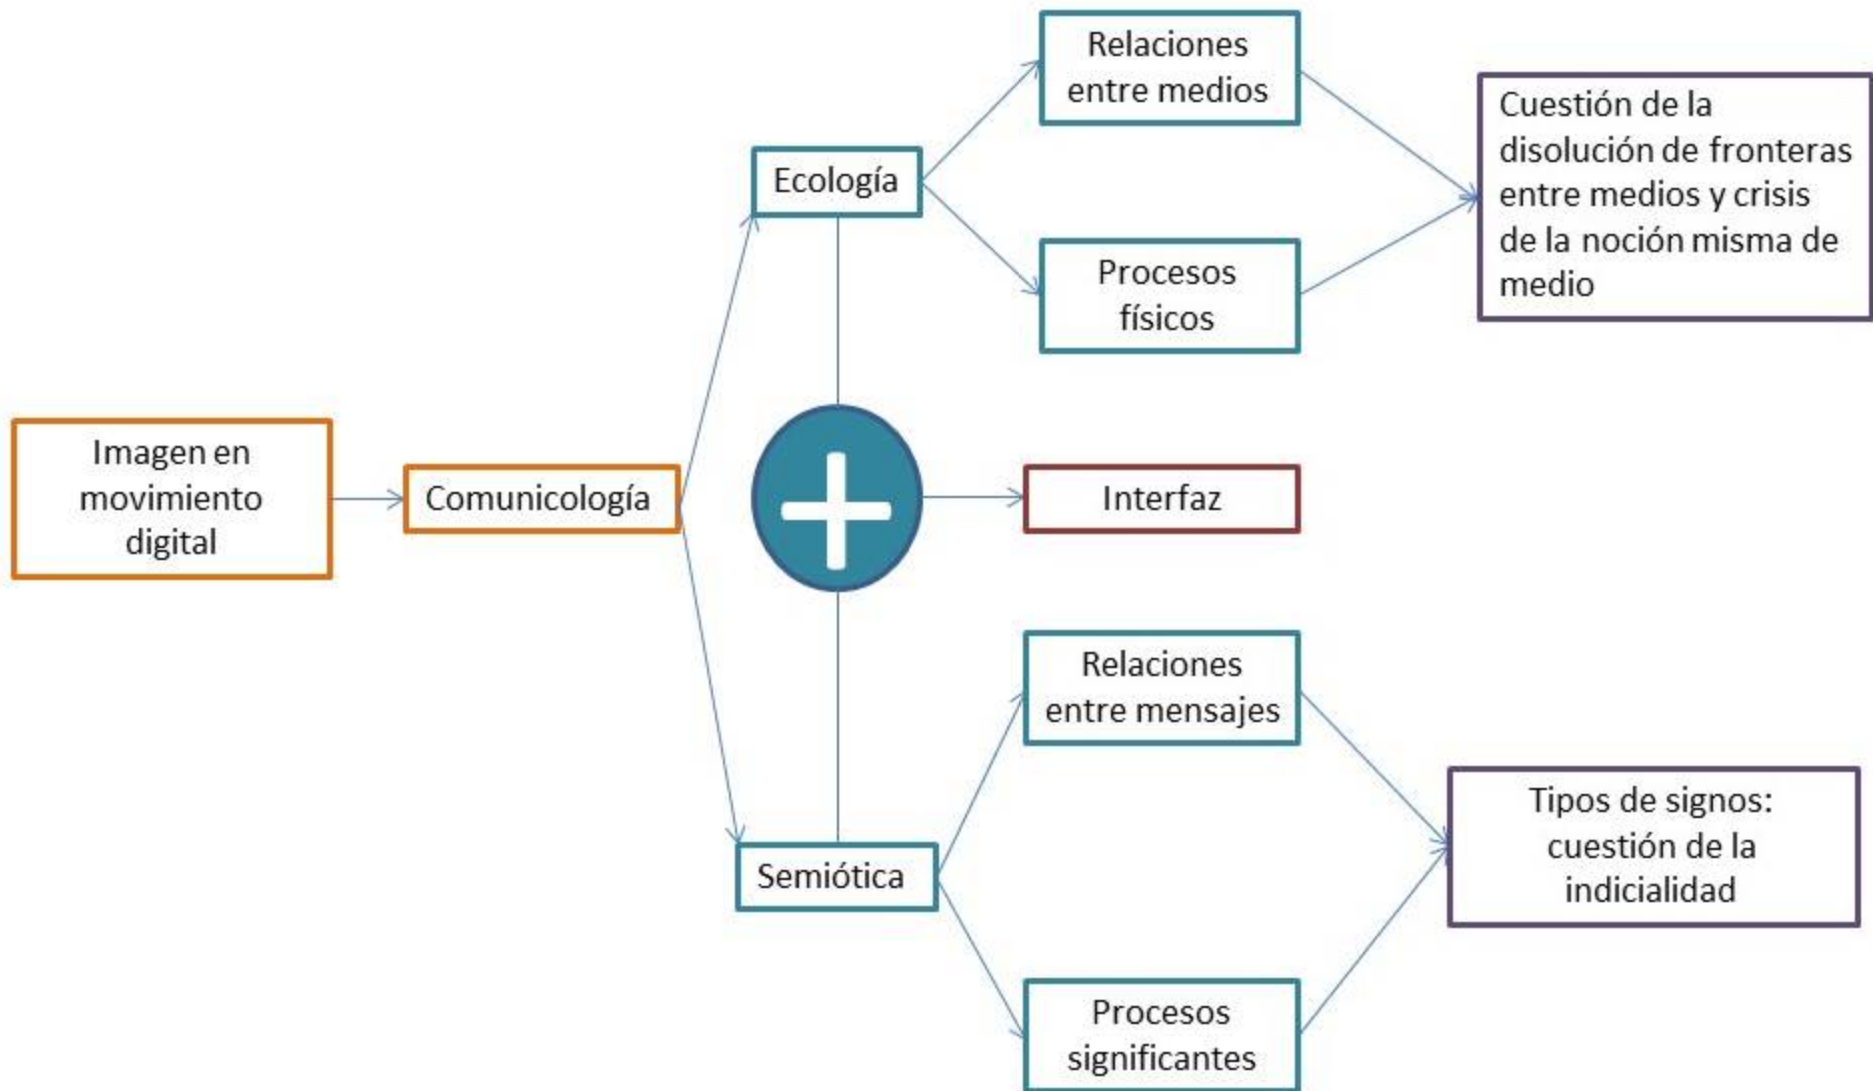 Imagen en
movimiento
digital
Comunicología
Ecología
Relaciones
entre medios
Procesos
físicos
Cuestión de la
disolución de fronteras
entre medios y crisis
de la noción misma de
medio
Interfaz
Semiótica
Relaciones
entre mensajes
Procesos
significantes
Tipos de signos:
cuestión de la
indicialidad